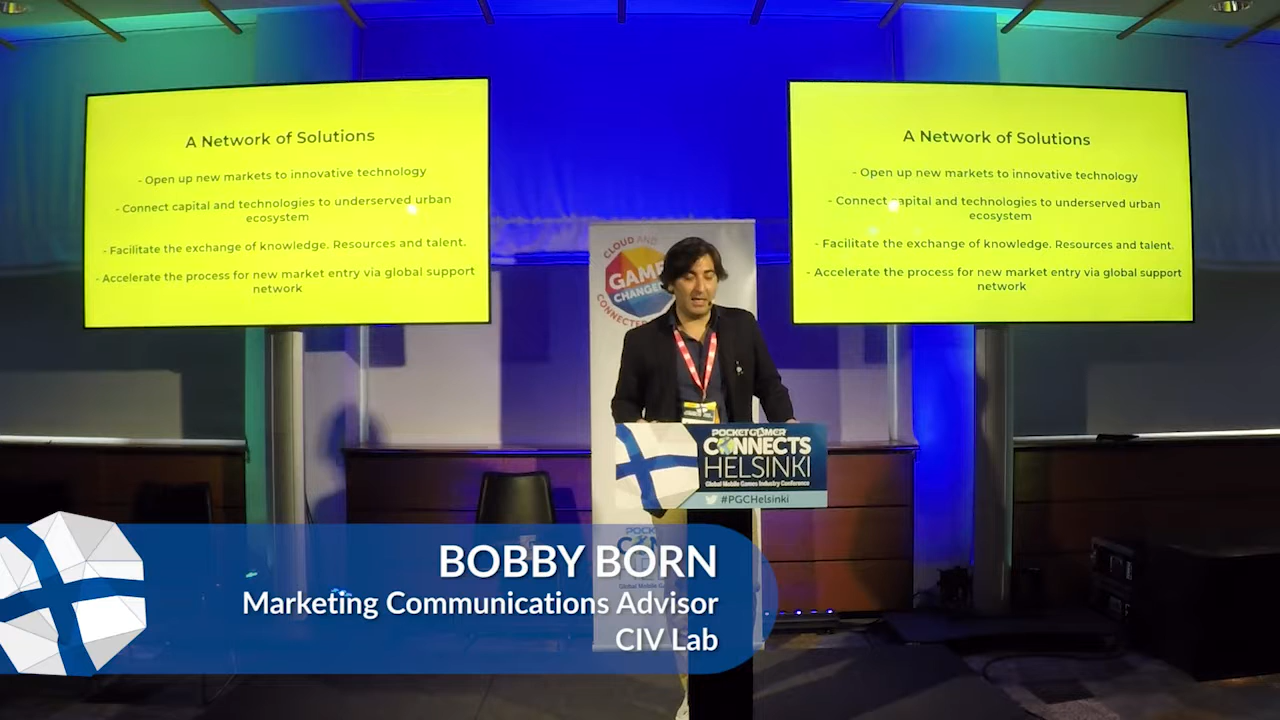 A Network of Solutions
- Open up new markets to innovative technology
- Connect capital and technologies to underserved urban
ecosystem
- Facilitate the exchange of knowledge. Resources and talent.
- Accelerate the process for new market entry via global support
network
A Network of Solutions
- Open up new markets to innovative technology
- Connect capital and technologies to underserved urban
ecosystem
- Facilitate the exchange of knowledge. Resources and talent.
- Accelerate the process for new market entry via global support
network
CLOUD AND
GAME
CHANGE
CONNECTE
POCKET GAMER
CONNECTS
HELSINKI
Global Mobile Games Industry Conference
#PGCHelsinki
BOBBY BORN
Marketing Communications Advisor
CIV Lab